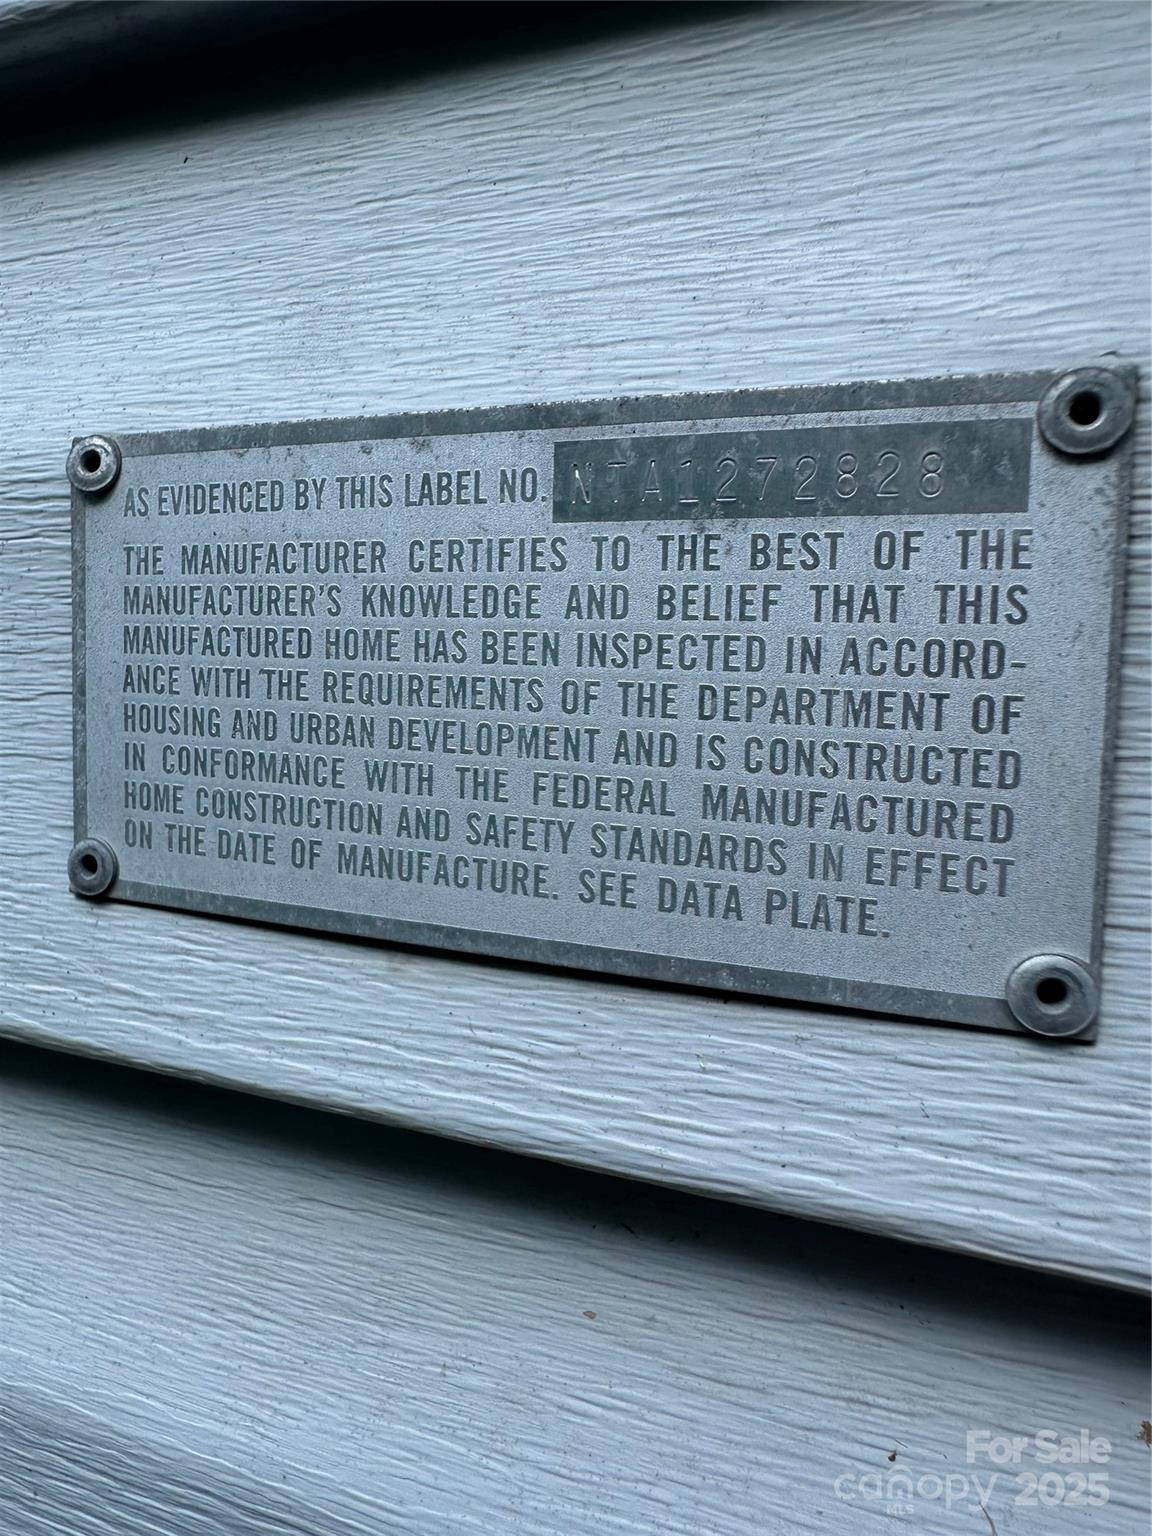 AS EVIDENCED BY THIS LABEL NO. NTA1272828
THE MANUFACTURER CERTIFIES TO THE BEST OF THE
MANUFACTURER'S KNOWLEDGE AND BELIEF THAT THIS
MANUFACTURED HOME HAS BEEN INSPECTED IN ACCORD-
ANCE WITH THE REQUIREMENTS OF THE DEPARTMENT OF
HOUSING AND URBAN DEVELOPMENT AND IS CONSTRUCTED
IN CONFORMANCE WITH THE FEDERAL MANUFACTURED
HOME CONSTRUCTION AND SAFETY STANDARDS IN EFFECT
ON THE DATE OF MANUFACTURE. SEE DATA PLATE.
For Sale
canopy 2025
MLS